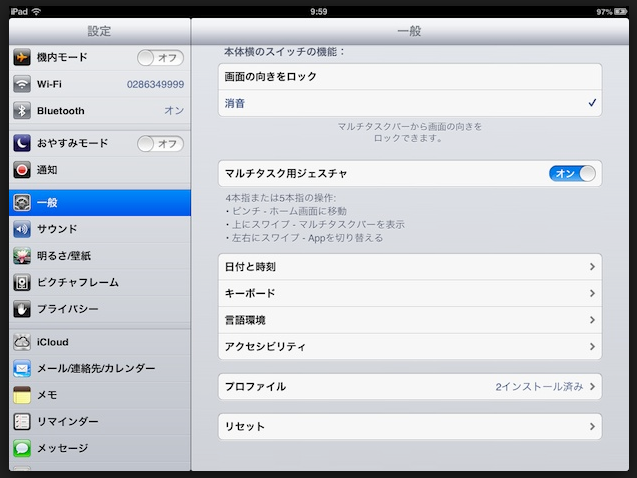 iPad 9:59 97%
設定
機内モード オフ
Wi-Fi 0286349999
Bluetooth オン
おやすみモード オフ
通知
一般
サウンド
明るさ/壁紙
ピクチャフレーム
プライバシー
iCloud
メール/連絡先/カレンダー
メモ
リマインダー
メッセージ
一般
本体横のスイッチの機能：
画面の向きをロック
消音
マルチタスクバーから画面の向きを
ロックできます。
マルチタスク用ジェスチャ オン
4本指または5本指の操作:
• ピンチ - ホーム画面に移動
• 上にスワイプ - マルチタスクバーを表示
• 左右にスワイプ - Appを切り替える
日付と時刻
キーボード
言語環境
アクセシビリティ
プロファイル 2インストール済み
リセット